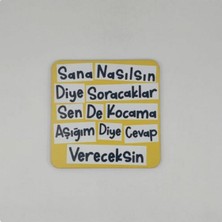 Sana Nasılsın
Diye Soracaklar
Sen De Kocama
Aşığım Diye Cevap
Vereceksin